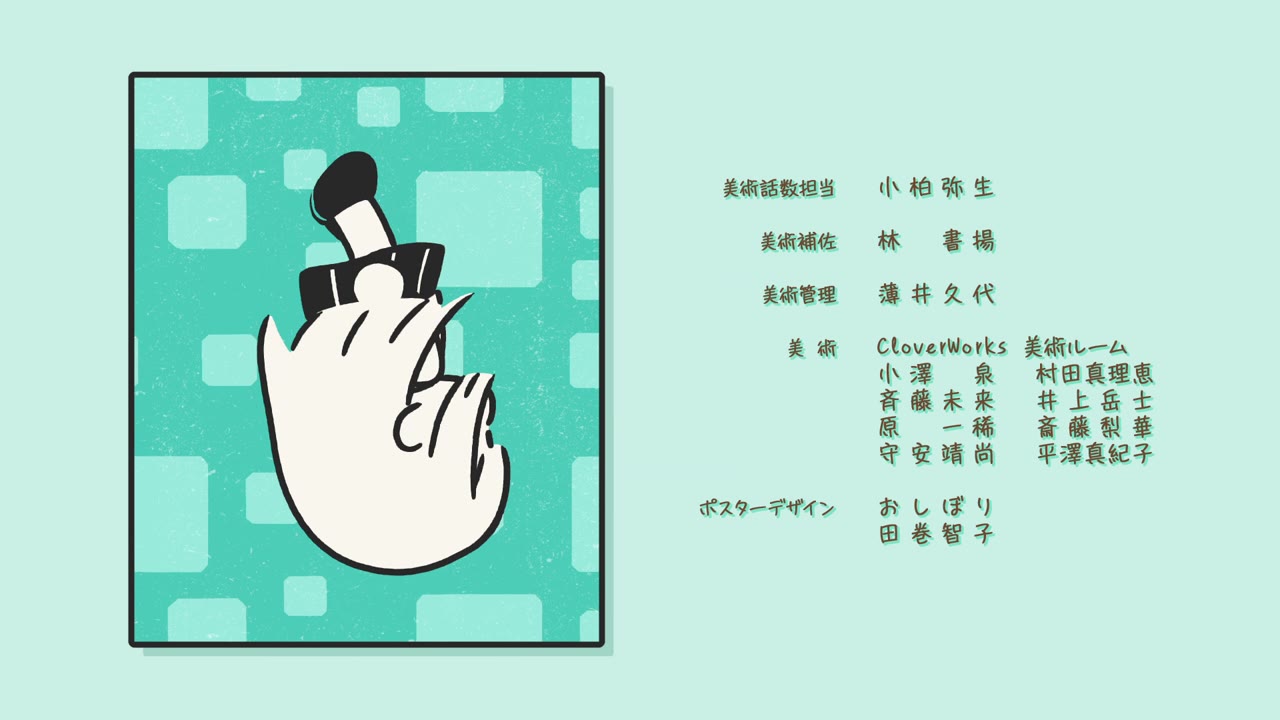 美術話数担当 小柏弥生
美術補佐 林 書揚
美術管理 薄井久代
美術 CloverWorks 美術ルーム
小澤 泉 村田真理恵
斉藤未来 井上岳士
原 一稀 斎藤梨華
守安靖尚 平澤真紀子
ポスターデザイン おしぼり
田巻智子